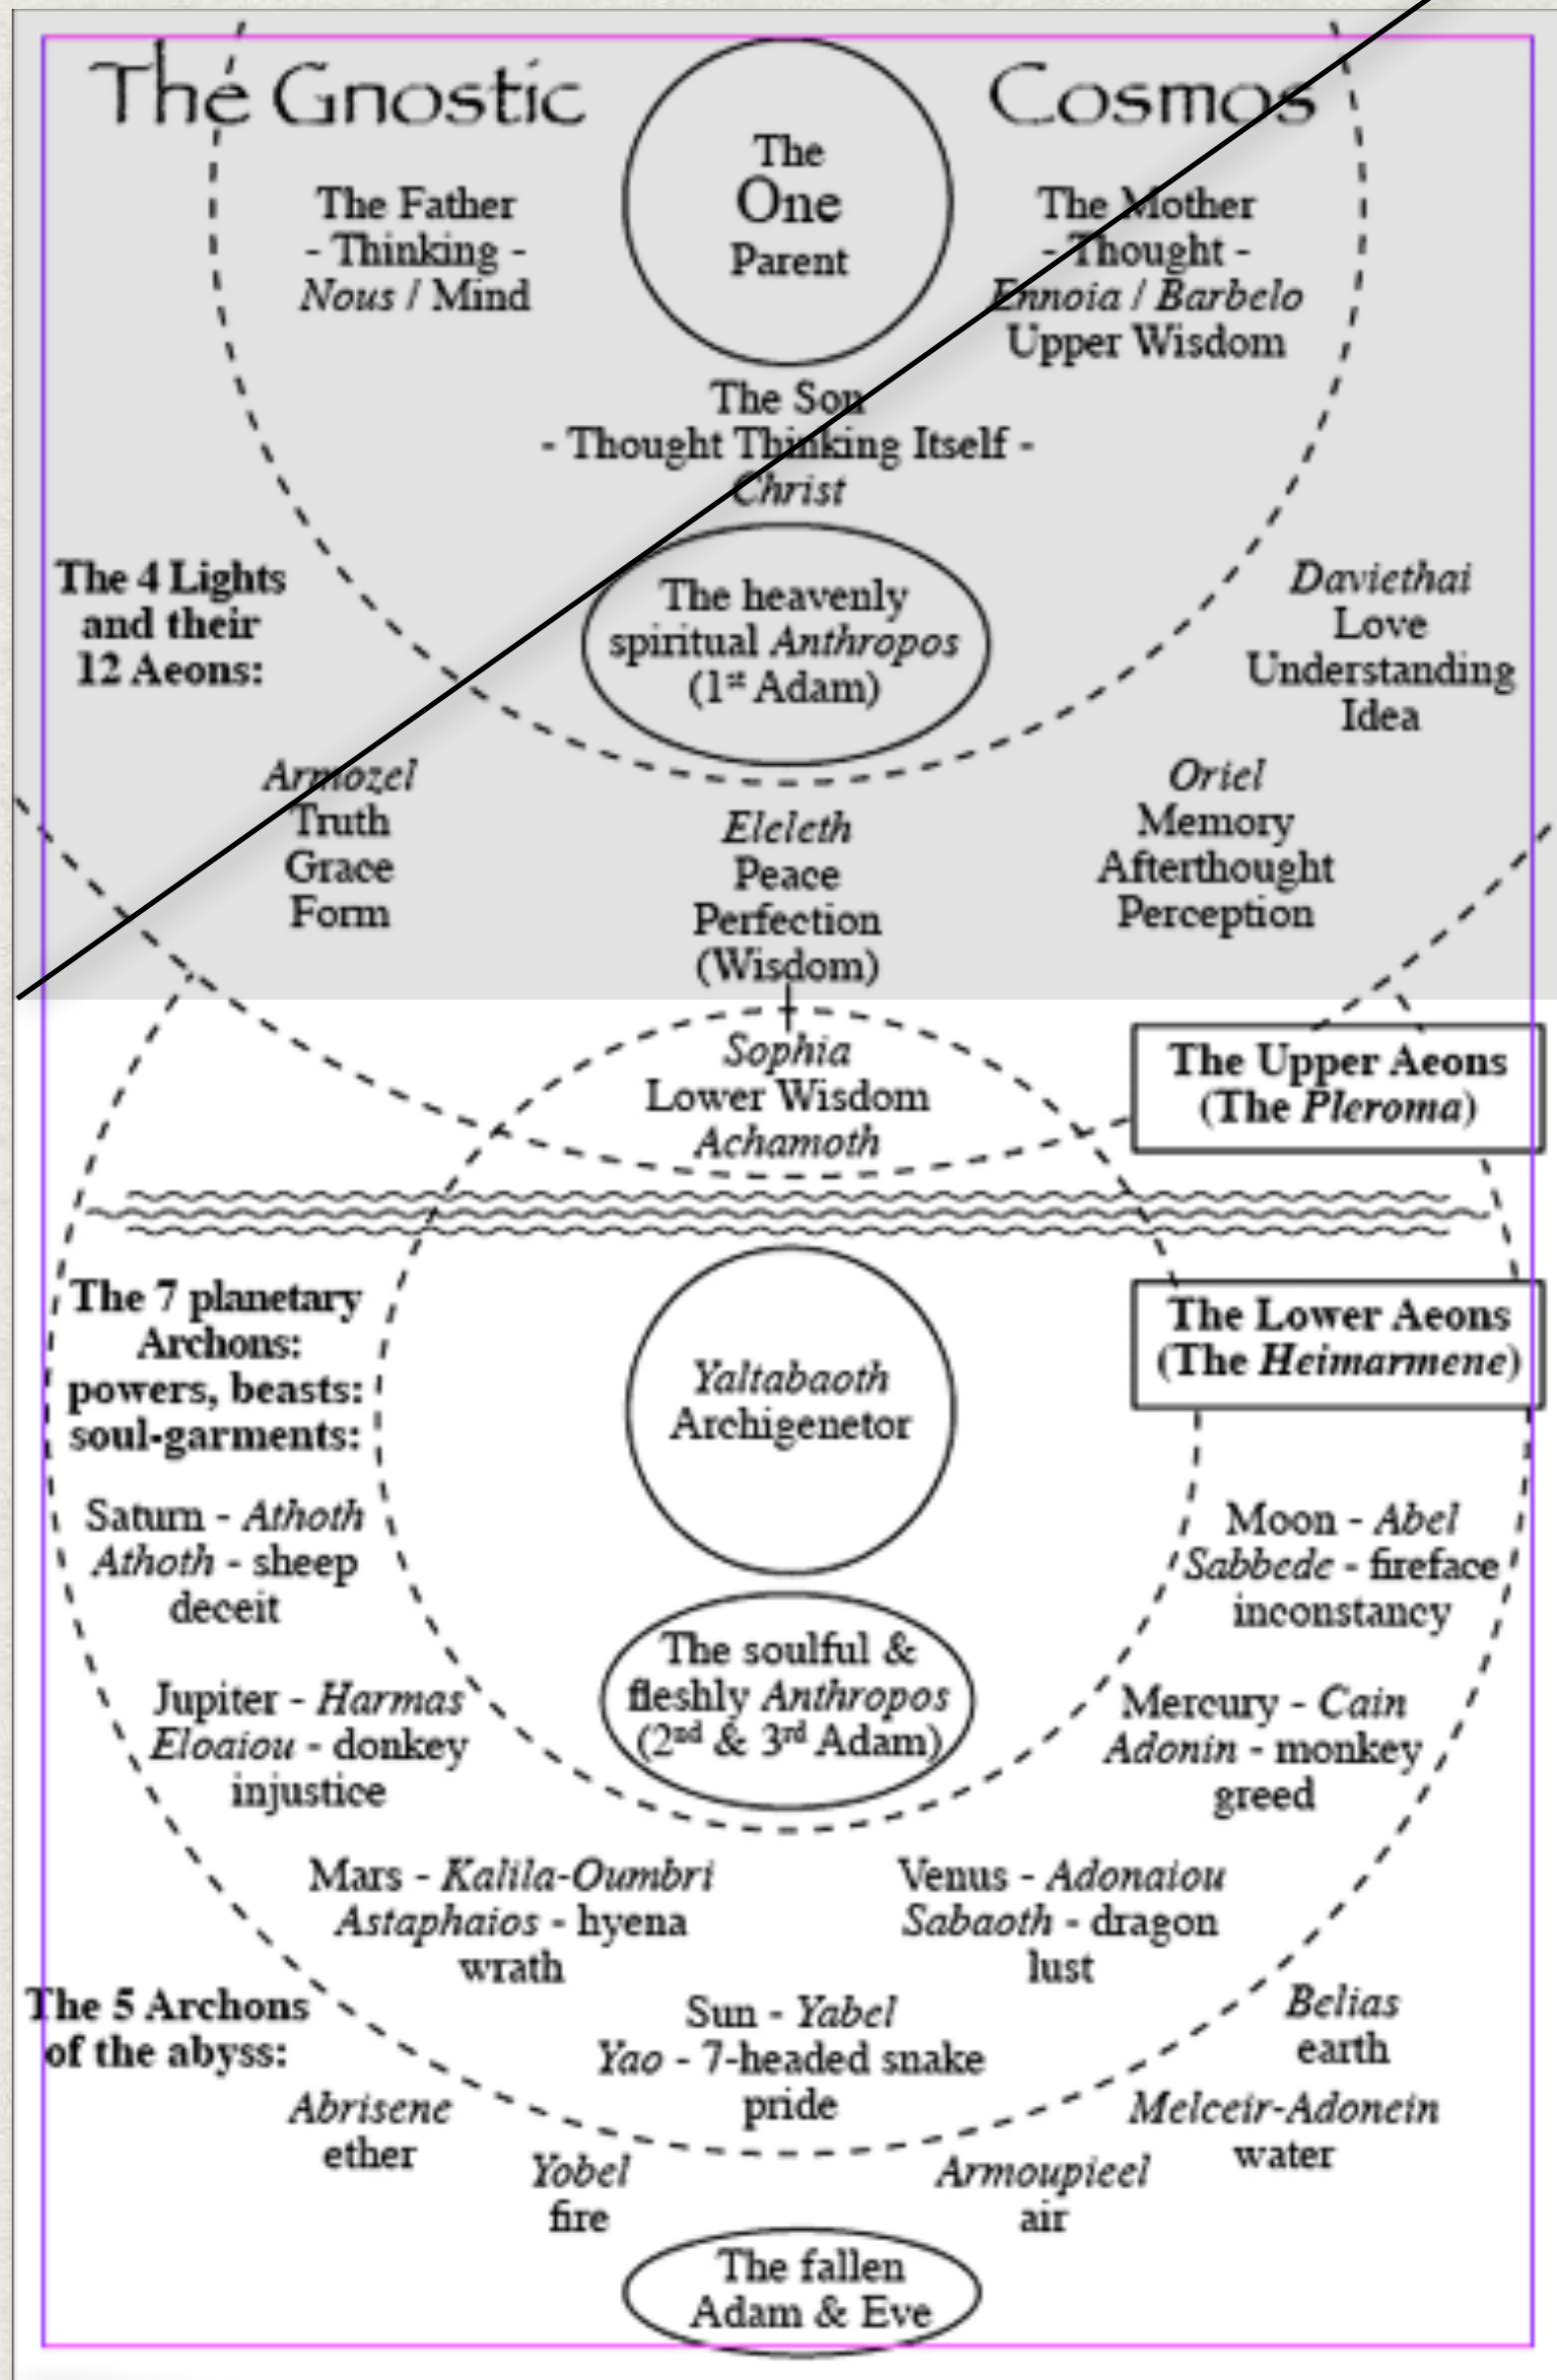 The Gnostic Cosmos
The
One
Parent
The Father
- Thinking -
Nous / Mind
The Mother
- Thought -
Ennoia / Barbelo
Upper Wisdom
The Son
- Thought Thinking Itself -
Christ
The heavenly
spiritual Anthropos
(1st Adam)
The 4 Lights
and their
12 Aeons:
Armozel
Truth
Grace
Form
Eleleth
Peace
Perfection
(Wisdom)
Oriel
Memory
Afterthought
Perception
Daviethai
Love
Understanding
Idea
Sophia
Lower Wisdom
Achamoth
The Upper Aeons
(The Pleroma)
The Lower Aeons
(The Heimarmene)
Yaltabaoth
Archigenetor
The soulful &
fleshly Anthropos
(2nd & 3rd Adam)
The 7 planetary
Archons:
powers, beasts:
soul-garments:
Saturn - Athoth
Athoth - sheep
deceit
Jupiter - Harmas
Eloaiou - donkey
injustice
Mars - Kalila-Oumbri
Astaphaios - hyena
wrath
Sun - Yabel
Yao - 7-headed snake
pride
Venus - Adonaiou
Sabaoth - dragon
lust
Mercury - Cain
Adonin - monkey
greed
Moon - Abel
Sabbede - fireface
inconstancy
The 5 Archons
of the abyss:
Abrisene
ether
Yobel
fire
Armoupieel
air
Melceir-Adonein
water
Belias
earth
The fallen
Adam & Eve